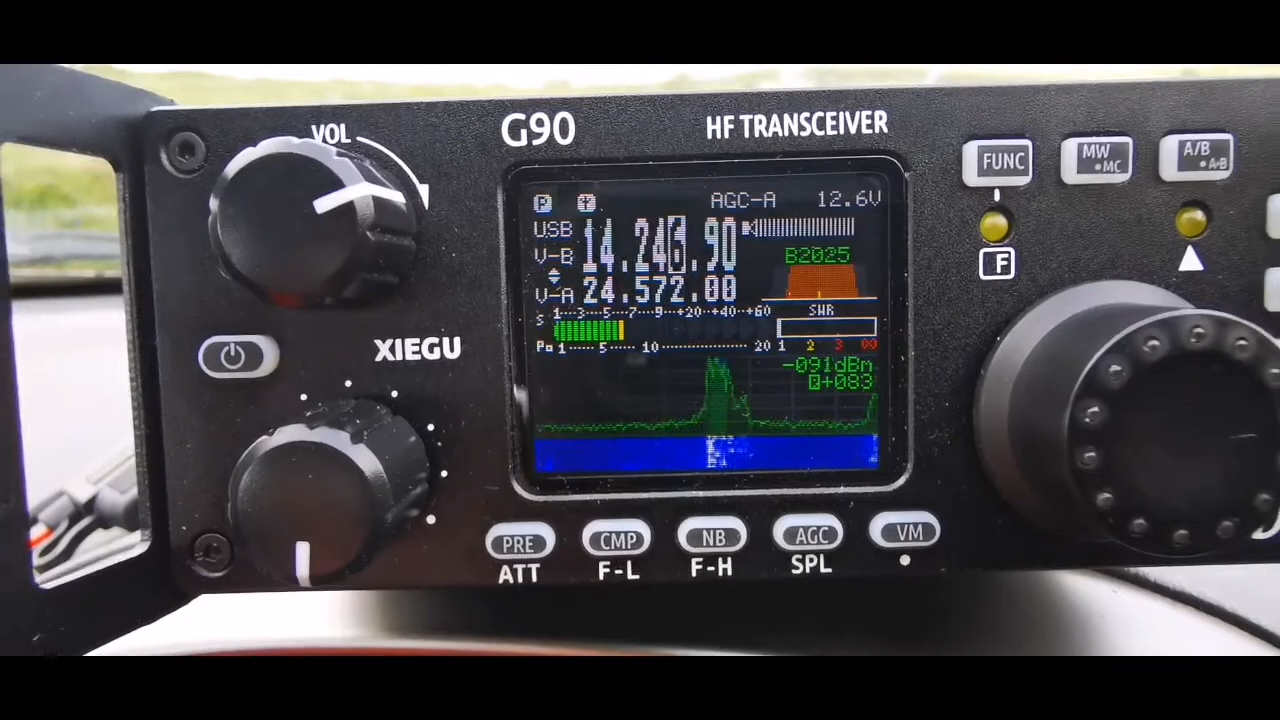 VOL
G90
HF TRANSCEIVER
FUNC
MW
•MC
A/B
•A=B
F
P
AGC-A 12.6V
USB 14.246.90
V-B
B2025
V-A 24.572.00
S 1··3··5··7··9··+20··+40··+60
SWR
Po 1····5····10············20
1 2 3 ∞
-091dBm
R+083
XIEGU
PRE CMP NB AGC VM
ATT F-L F-H SPL